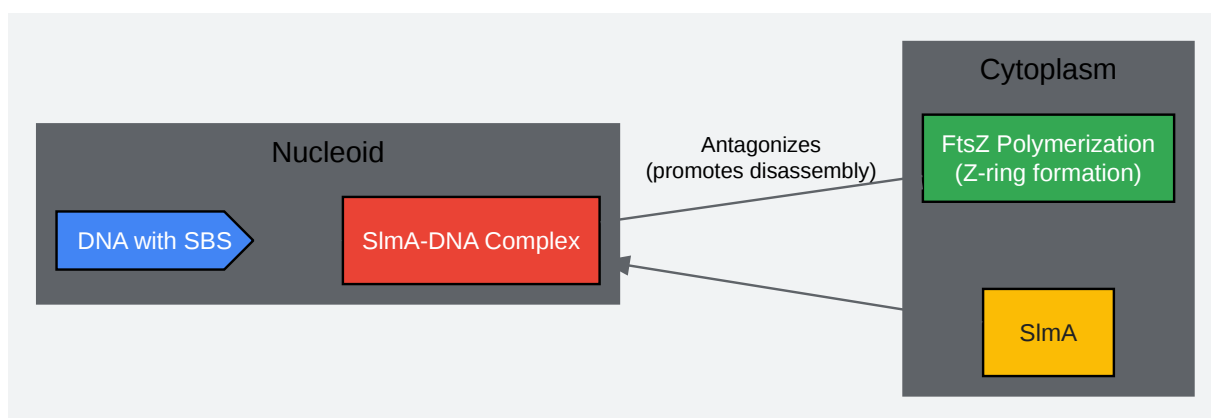 Nucleoid
DNA with SBS
SlmA-DNA Complex
Antagonizes
(promotes disassembly)
Cytoplasm
FtsZ Polymerization
(Z-ring formation)
SlmA